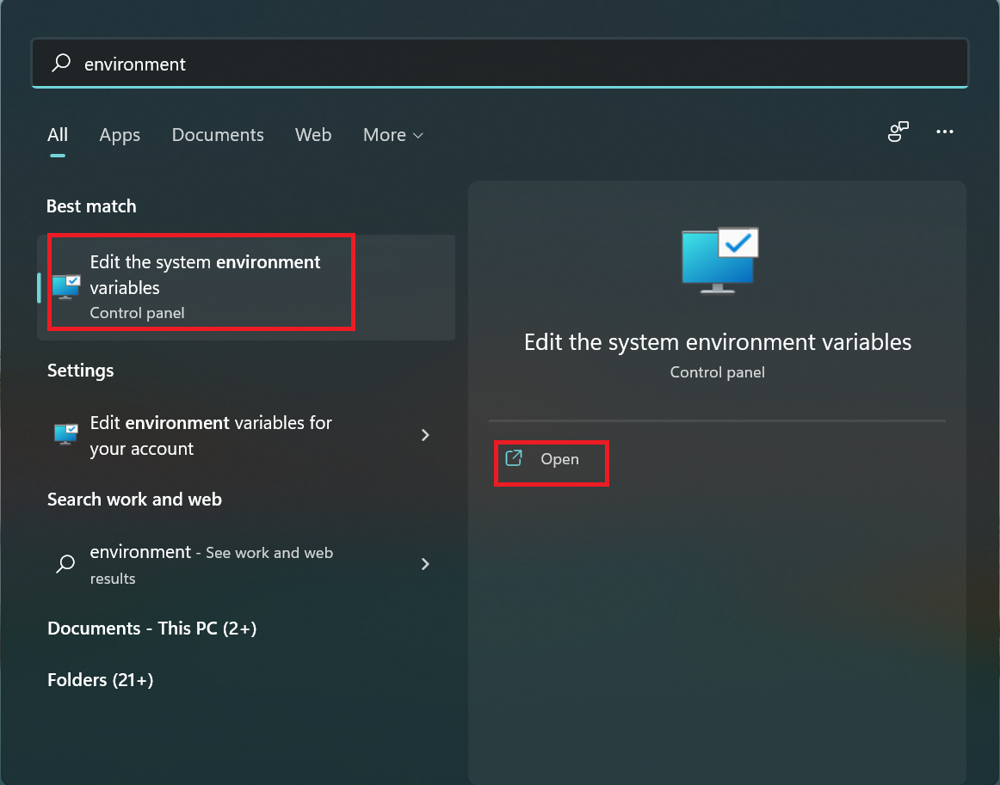 environment
All Apps Documents Web More
Best match
Edit the system environment
variables
Control panel
Settings
Edit environment variables for
your account
Search work and web
environment - See work and web
results
Documents - This PC (2+)
Folders (21+)
Edit the system environment variables
Control panel
Open